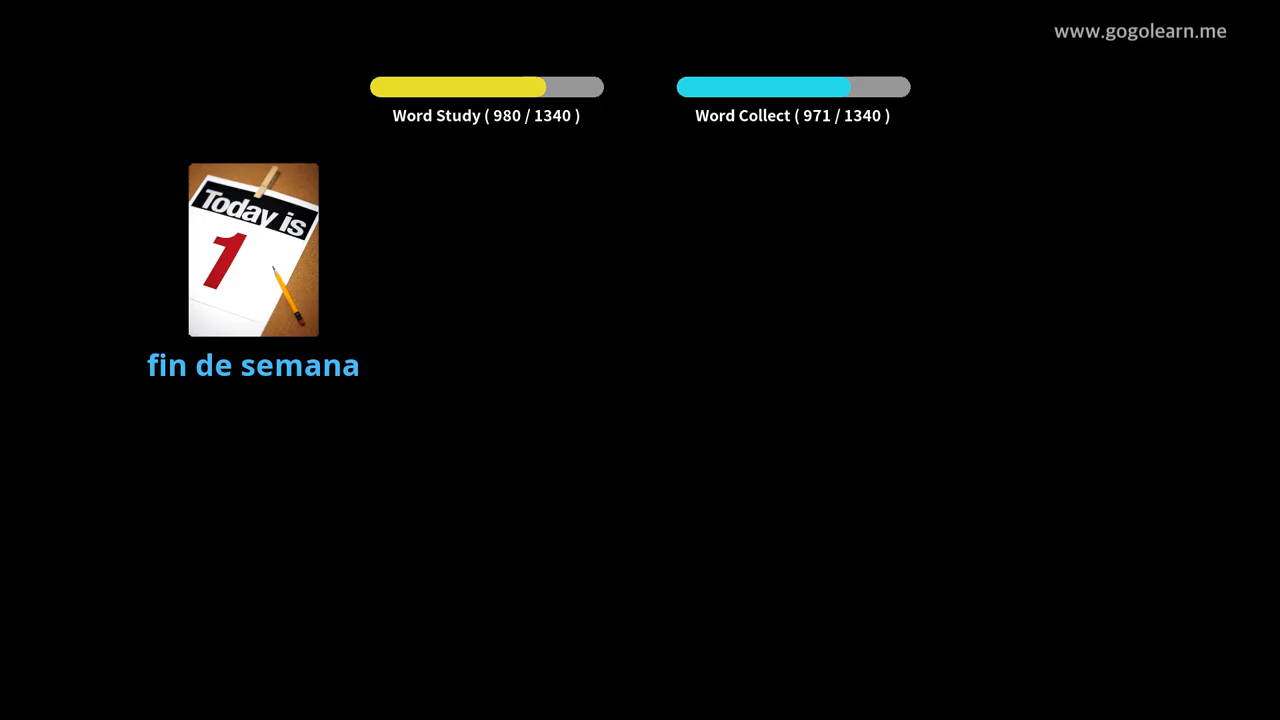 www.gogolearn.me
Word Study ( 980 / 1340 )
Word Collect ( 971 / 1340 )
Today is
1
fin de semana